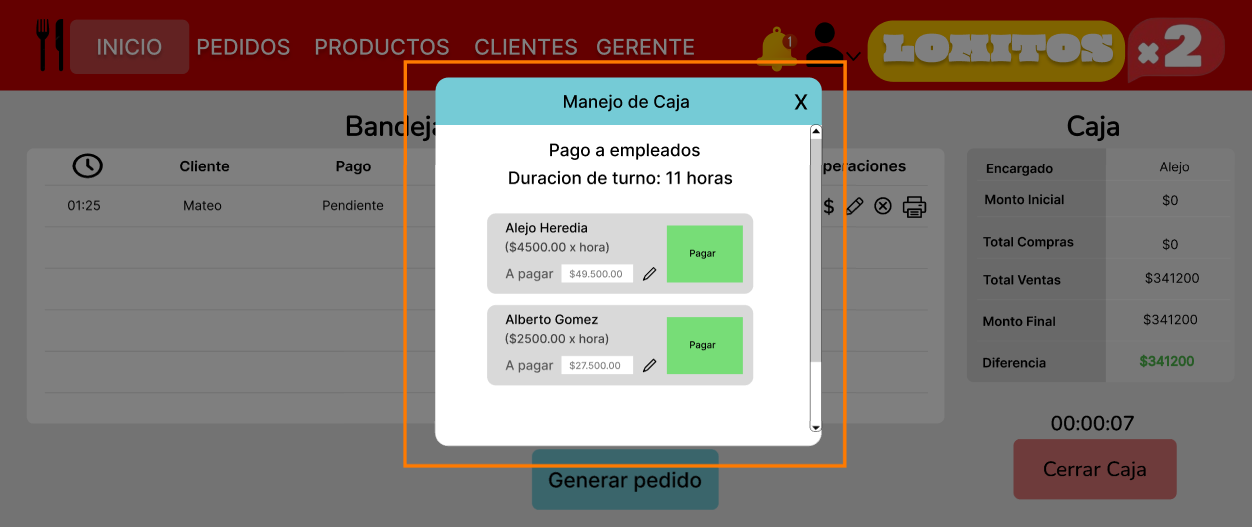 INICIO PEDIDOS PRODUCTOS CLIENTES GERENTE 1 LOMITOS x2
Manejo de Caja X
Pago a empleados
Duracion de turno: 11 horas
Alejo Heredia
($4500.00 x hora)
A pagar $49.500.00 Pagar
Alberto Gomez
($2500.00 x hora)
A pagar $27.500.00 Pagar
Bandeja
Cliente Pago peraciones
01:25 Mateo Pendiente $
Generar pedido
Caja
Encargado Alejo
Monto Inicial $0
Total Compras $0
Total Ventas $341200
Monto Final $341200
Diferencia $341200
00:00:07
Cerrar Caja